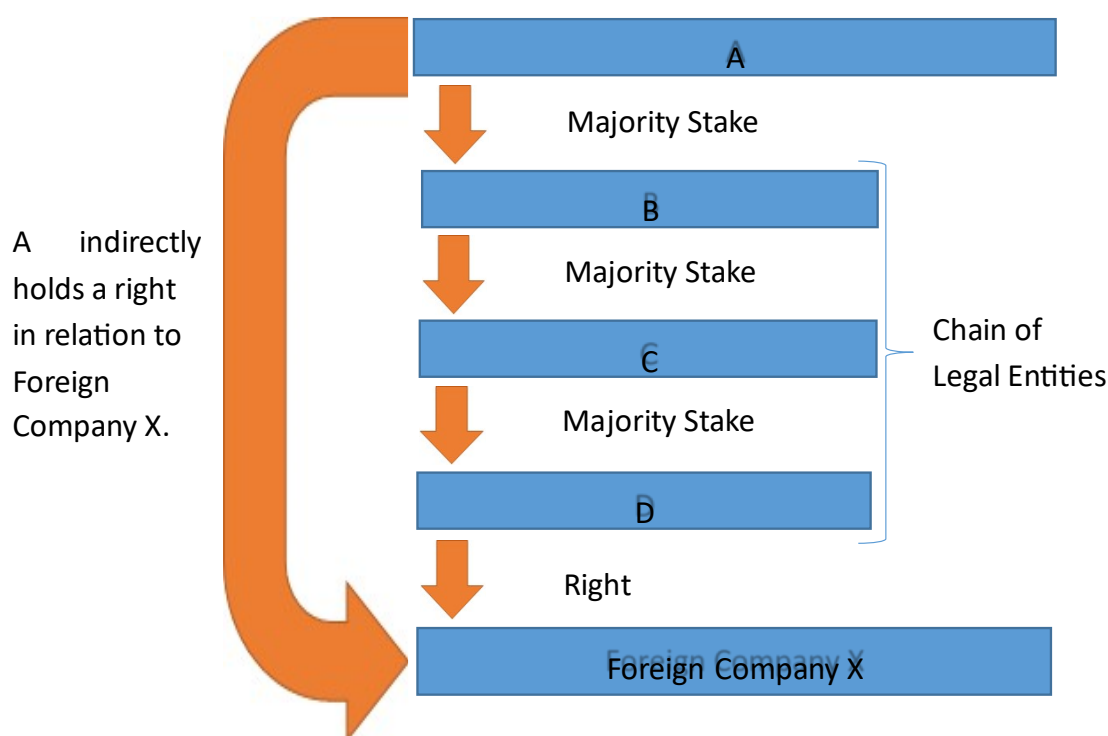 A
Majority Stake
B
Majority Stake
A indirectly
holds a right
in relation to
Foreign
Company X.
C
Chain of
Legal Entities
Majority Stake
D
Right
Foreign Company X